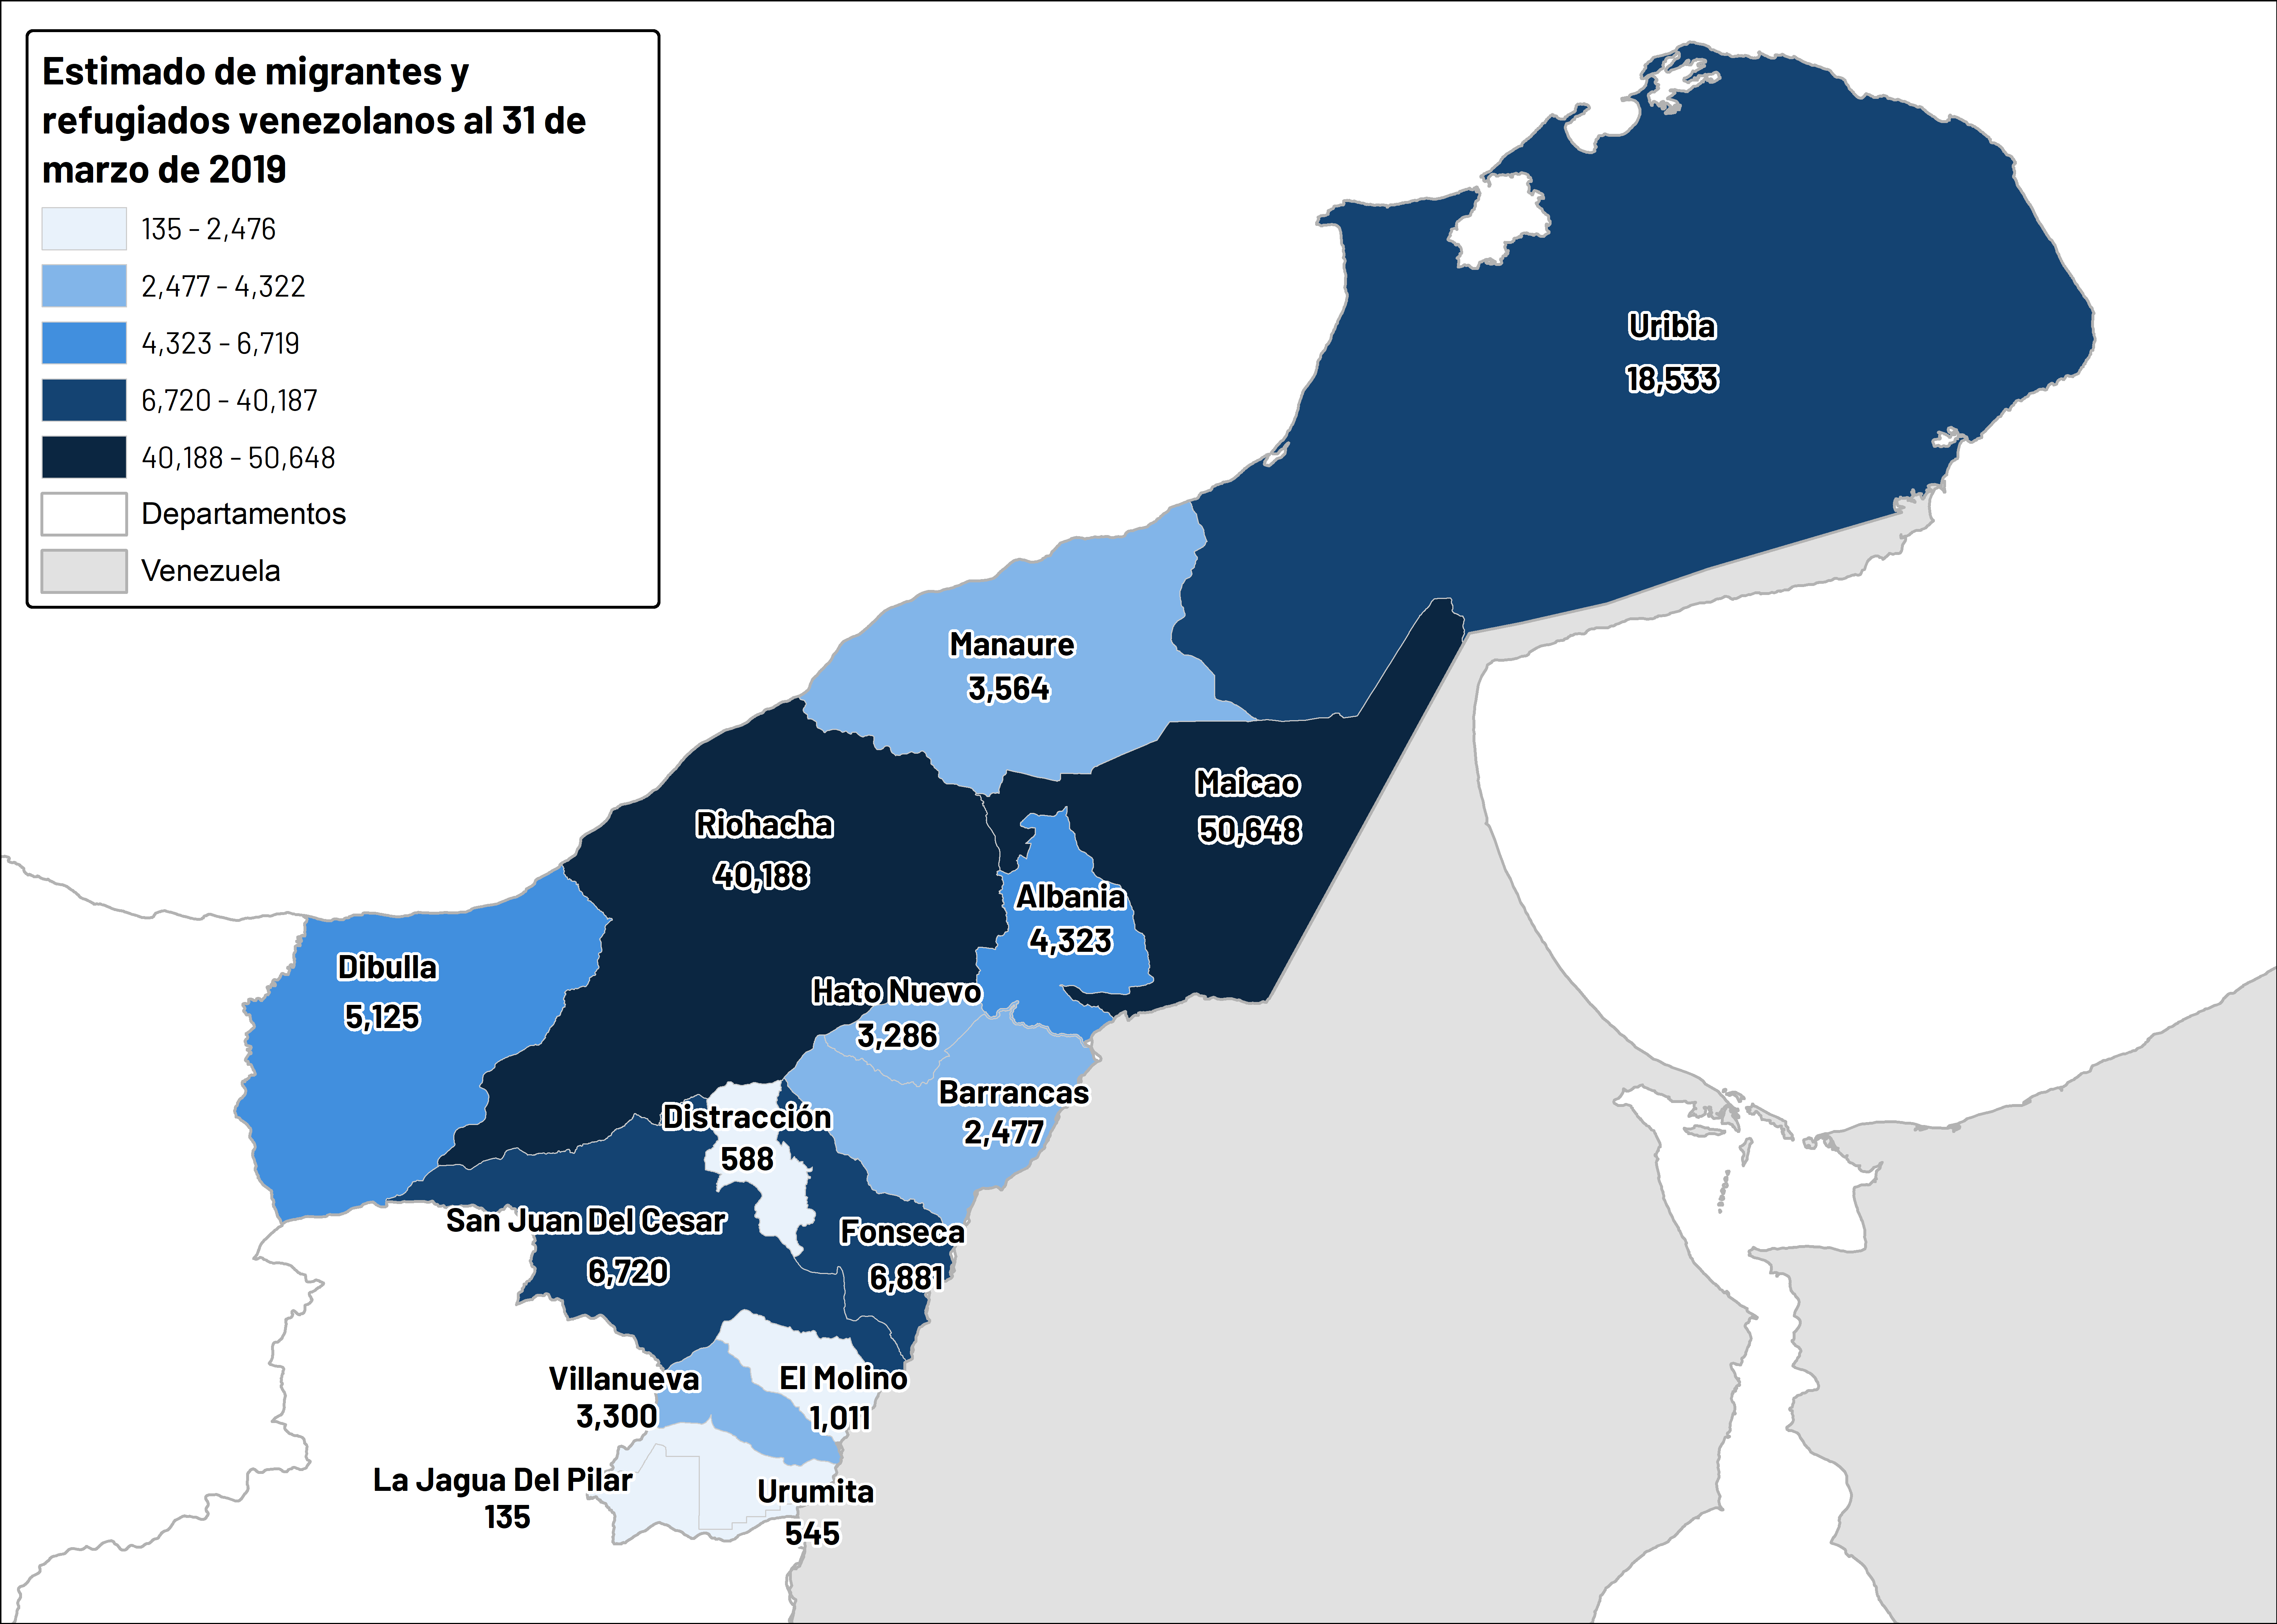 Estimado de migrantes y
refugiados venezolanos al 31 de
marzo de 2019
135 - 2,476
2,477 - 4,322
4,323 - 6,719
6,720 - 40,187
40,188 - 50,648
Departamentos
Venezuela
Uribia
18,533
Manaure
3,564
Maicao
50,648
Riohacha
40,188
Albania
4,323
Dibulla
5,125
Hato Nuevo
3,286
Barrancas
2,477
Distracción
588
San Juan Del Cesar
6,720
Fonseca
6,881
Villanueva
3,300
El Molino
1,011
La Jagua Del Pilar
135
Urumita
545